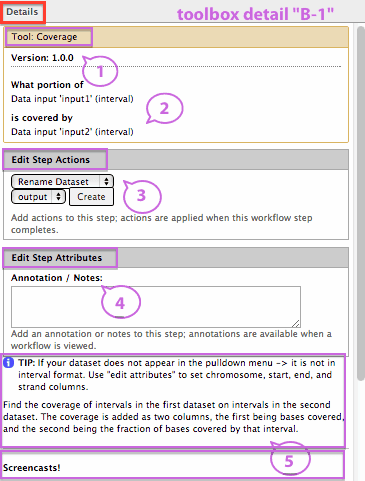 Details
toolbox detail "B-1"
Tool: Coverage
Version: 1.0.0
1
What portion of
Data input 'input1' (interval)
2
is covered by
Data input 'input2' (interval)
Edit Step Actions
Rename Dataset
3
output Create
Add actions to this step; actions are applied when this workflow step
completes.
Edit Step Attributes
Annotation / Notes:
4
Add an annotation or notes to this step; annotations are available when a
workflow is viewed.
TIP: If your dataset does not appear in the pulldown menu -> it is not in
interval format. Use "edit attributes" to set chromosome, start, end, and
strand columns.
Find the coverage of intervals in the first dataset on intervals in the second
dataset. The coverage is added as two columns, the first being bases covered,
and the second being the fraction of bases covered by that interval.
5
Screencasts!